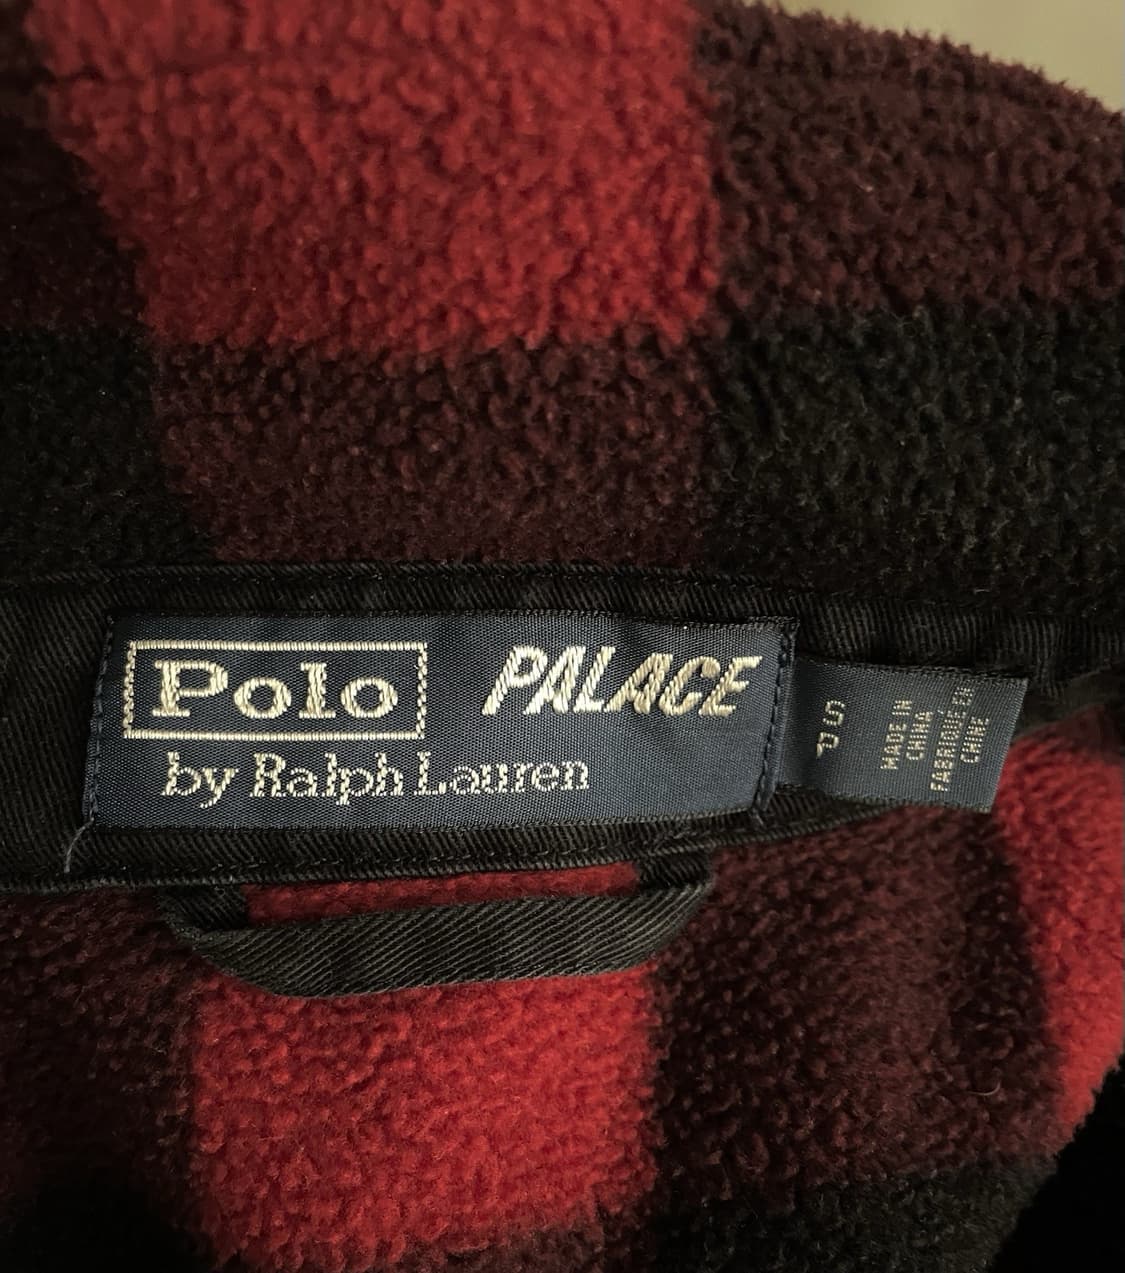 Polo PALACE
by Ralph Lauren
S
P
MADE IN
CHINA
FABRIQUÉ EN
CHINE